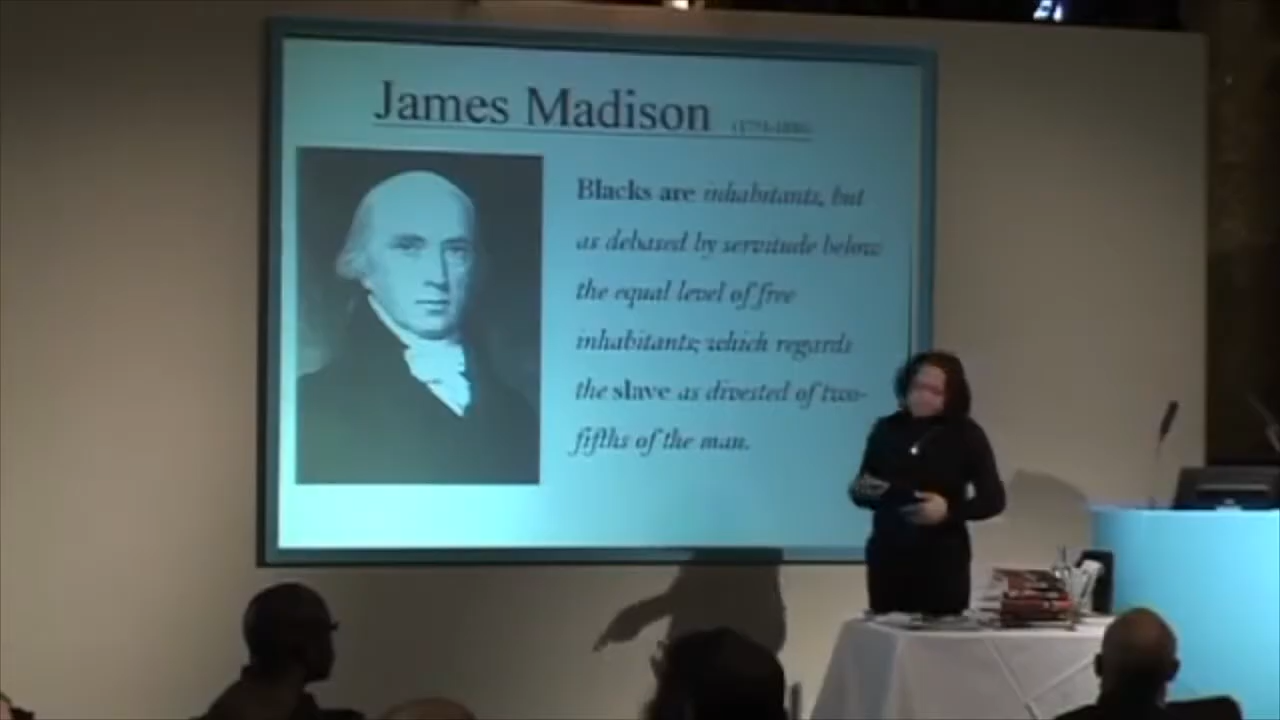 James Madison
Blacks are inhabitants, but
as debased by servitude below
the equal level of free
inhabitants; which regards
the slave as divested of two-
fifths of the man.